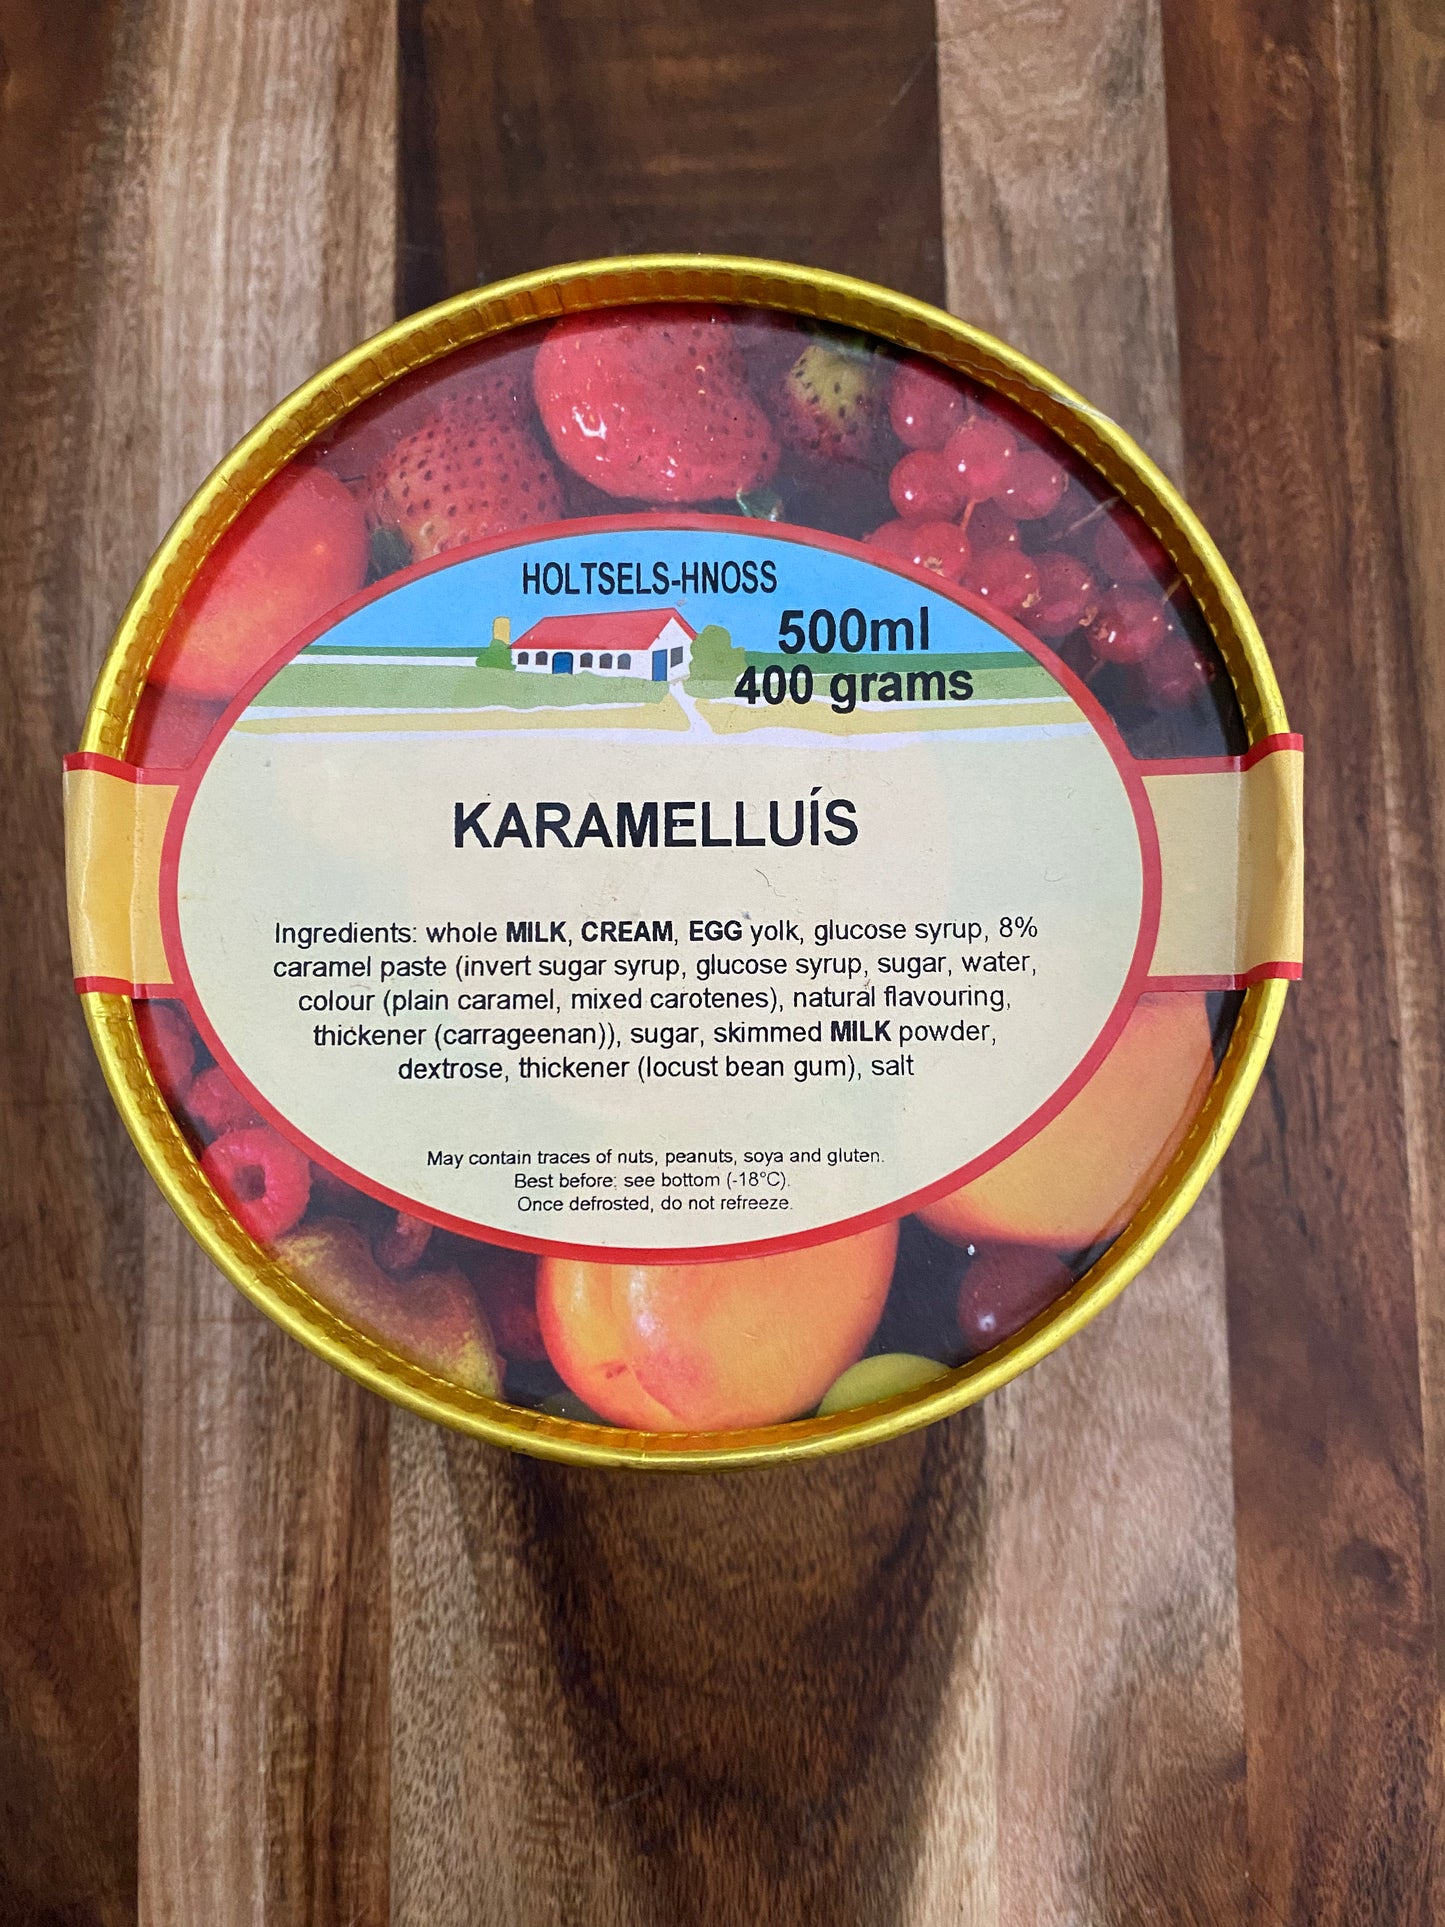 HOLTSELS-HNOSS
500ml
400 grams
KARAMELLUÍS
Ingredients: whole MILK, CREAM, EGG yolk, glucose syrup, 8%
caramel paste (invert sugar syrup, glucose syrup, sugar, water,
colour (plain caramel, mixed carotenes), natural flavouring,
thickener (carrageenan)), sugar, skimmed MILK powder,
dextrose, thickener (locust bean gum), salt
May contain traces of nuts, peanuts, soya and gluten.
Best before: see bottom (-18°C).
Once defrosted, do not refreeze.